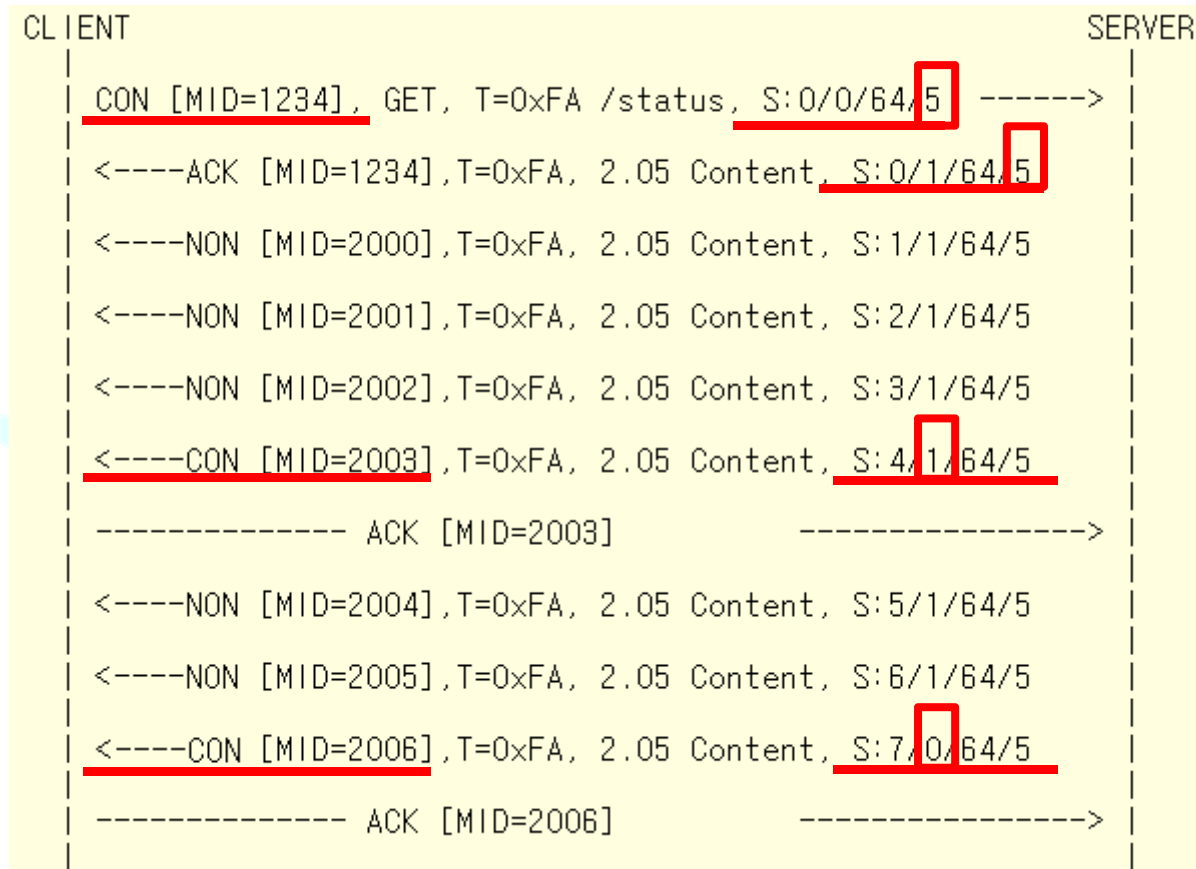 CLIENT SERVER
CON [MID=1234], GET, T=0xFA /status, S:0/0/64/5 ------>
<----ACK [MID=1234],T=0xFA, 2.05 Content, S:0/1/64/5
<----NON [MID=2000],T=0xFA, 2.05 Content, S:1/1/64/5
<----NON [MID=2001],T=0xFA, 2.05 Content, S:2/1/64/5
<----NON [MID=2002],T=0xFA, 2.05 Content, S:3/1/64/5
<----CON [MID=2003],T=0xFA, 2.05 Content, S:4/1/64/5
-------------- ACK [MID=2003] ---------------->
<----NON [MID=2004],T=0xFA, 2.05 Content, S:5/1/64/5
<----NON [MID=2005],T=0xFA, 2.05 Content, S:6/1/64/5
<----CON [MID=2006],T=0xFA, 2.05 Content, S:7/0/64/5
-------------- ACK [MID=2006] ---------------->